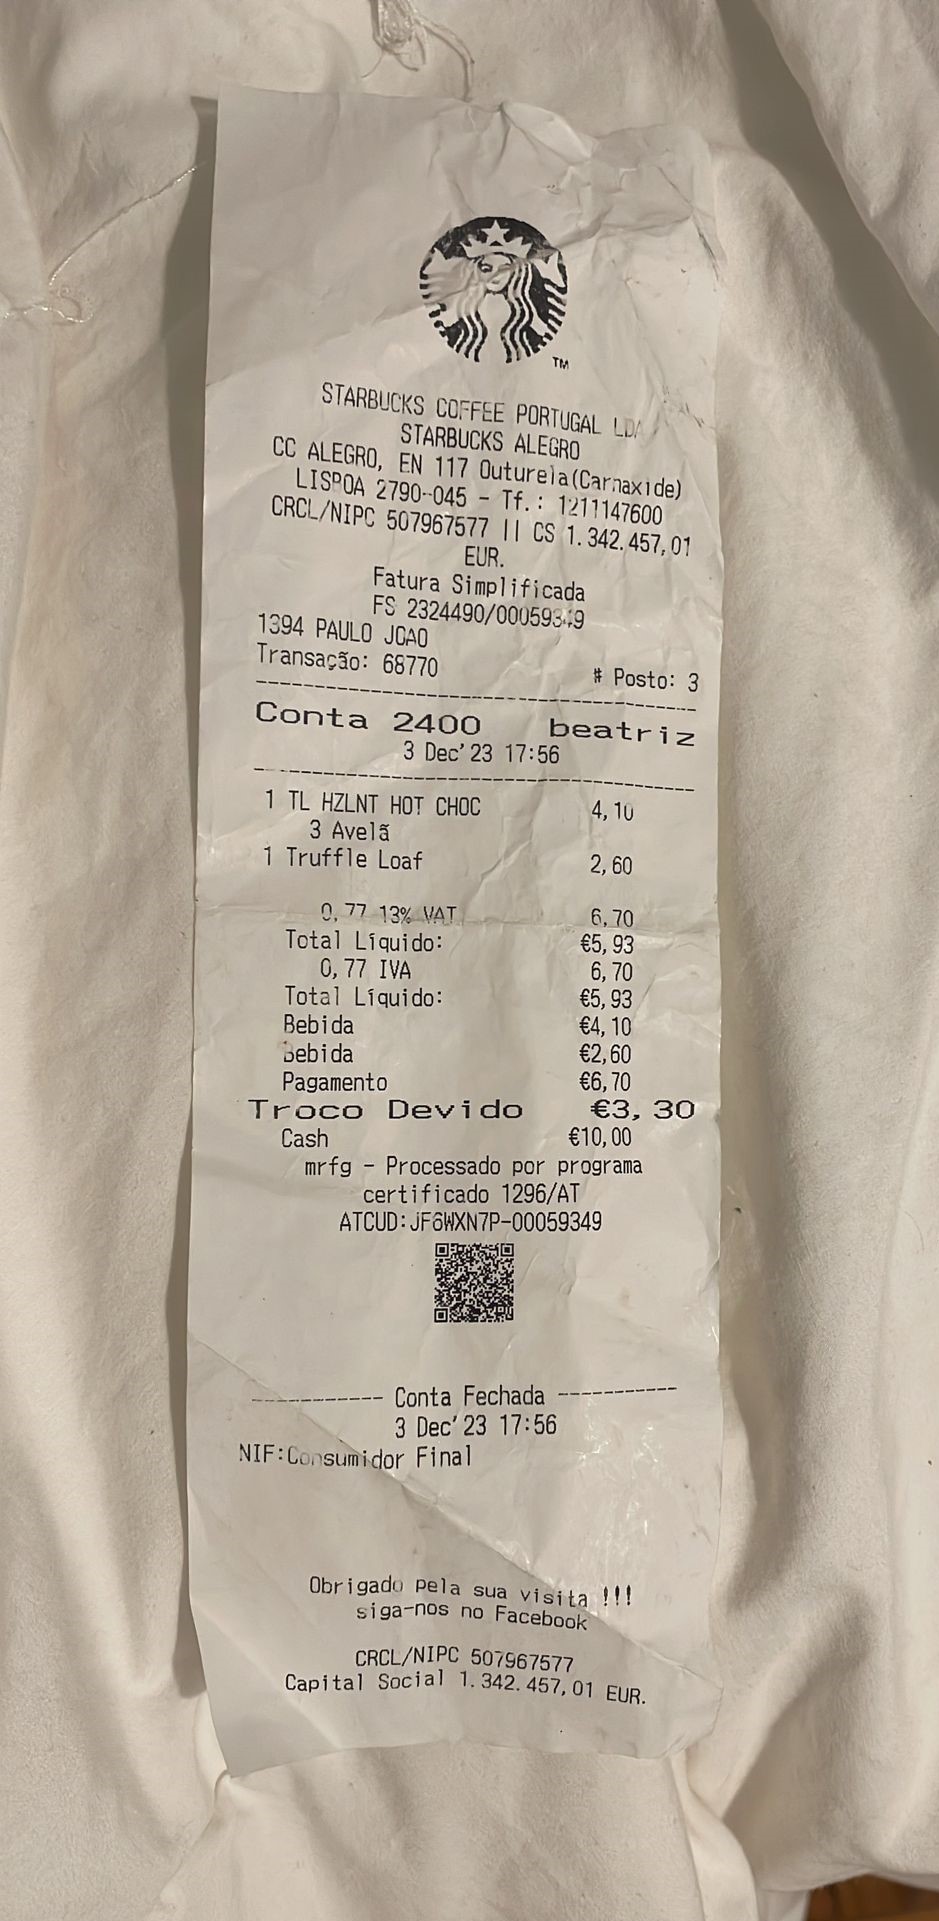 TM
STARBUCKS COFFEE PORTUGAL LDA
STARBUCKS ALEGRO
CC ALEGRO, EN 117 Outurela(Carnaxide)
LISBOA 2790-045 - Tf.: 1211147600
CRCL/NIPC 507967577 || CS 1.342.457,01
EUR.
Fatura Simplificada
FS 2324490/00059349
1394 PAULO JOAO
Transação: 68770 # Posto: 3
Conta 2400 beatriz
3 Dec'23 17:56
1 TL HZLNT HOT CHOC 4,10
3 Avelã
1 Truffle Loaf 2,60
0,77 13% VAT 6,70
Total Líquido: €5,93
0,77 IVA 6,70
Total Líquido: €5,93
Bebida €4,10
Bebida €2,60
Pagamento €6,70
Troco Devido €3,30
Cash €10,00
mrfg - Processado por programa
certificado 1296/AT
ATCUD:JF6WXN7P-00059349
----------- Conta Fechada -----------
3 Dec'23 17:56
NIF:Consumidor Final
Obrigado pela sua visita !!!
siga-nos no Facebook
CRCL/NIPC 507967577
Capital Social 1.342.457,01 EUR.